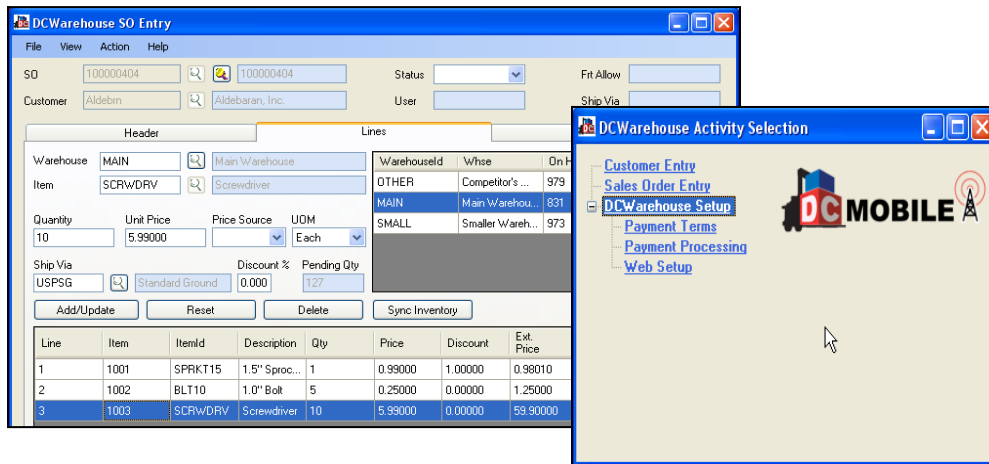 DCWarehouse SO Entry
File View Action Help
SO 100000404 100000404 Status Frt Allow
Customer Aldebrn Aldebaran, Inc. User Ship Via
Header Lines
Warehouse MAIN Main Warehouse
Item SCRWDRV Screwdriver
Quantity Unit Price Price Source UOM
10 5.99000 Each
Ship Via Discount % Pending Qty
USPSG Standard Ground 0.000 127
WarehouseId Whse On H
OTHER Competitor's ... 979
MAIN Main Warehou... 831
SMALL Smaller Wareh... 973
Add/Update Reset Delete Sync Inventory
Line Item ItemId Description Qty Price Discount Ext. Price
1 1001 SPRKT15 1.5" Sproc... 1 0.99000 1.00000 0.98010
2 1002 BLT10 1.0" Bolt 5 0.25000 0.00000 1.25000
3 1003 SCRWDRV Screwdriver 10 5.99000 0.00000 59.90000
DCWarehouse Activity Selection
Customer Entry
Sales Order Entry
DCWarehouse Setup
Payment Terms
Payment Processing
Web Setup
DC MOBILE